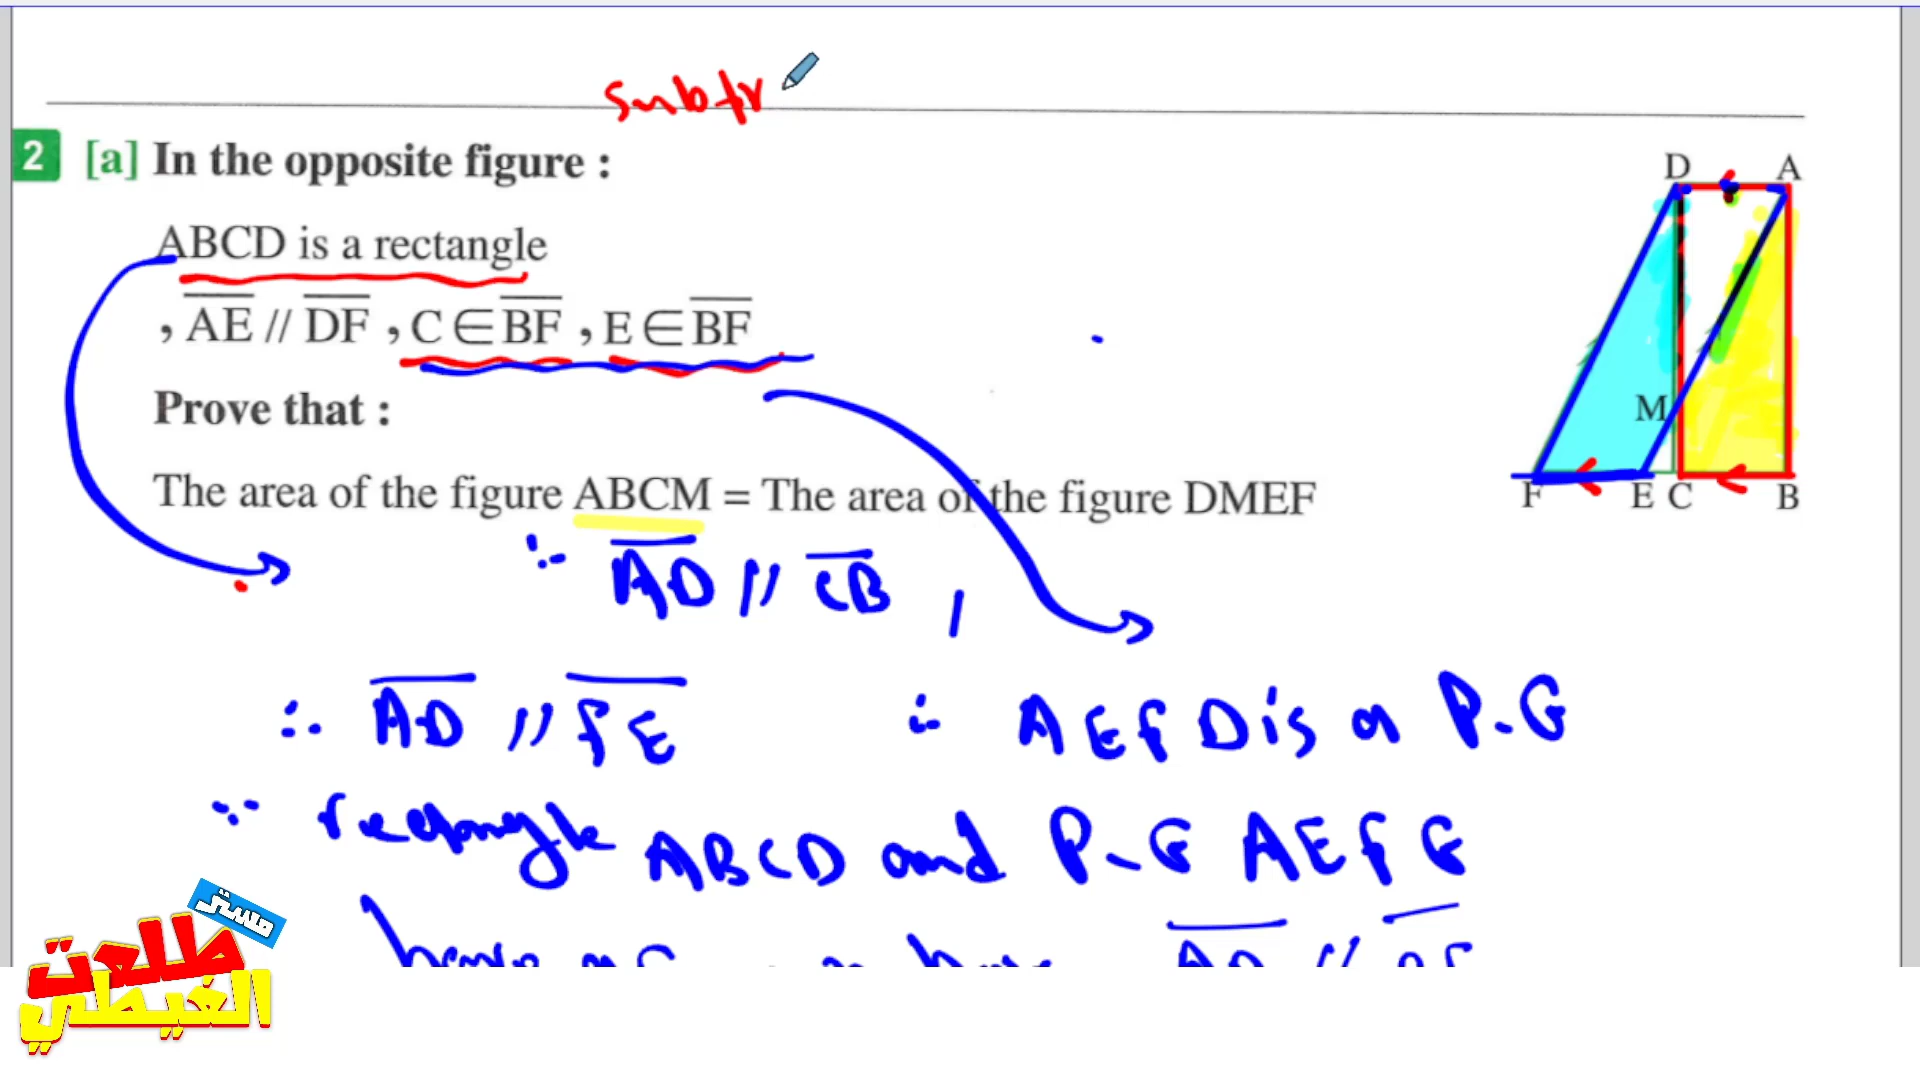 subtr
2 [a] In the opposite figure :
D A
ABCD is a rectangle
, AE // DF , C ∈ BF , E ∈ BF
Prove that :
M
The area of the figure ABCM = The area of the figure DMEF
F E C B
∵ AD // CB ,
∴ AD // FE ∴ AEFD is a P.G
∵ rectangle ABCD and P.G AEFG
AD //
مستر
طلعت
الغيطي